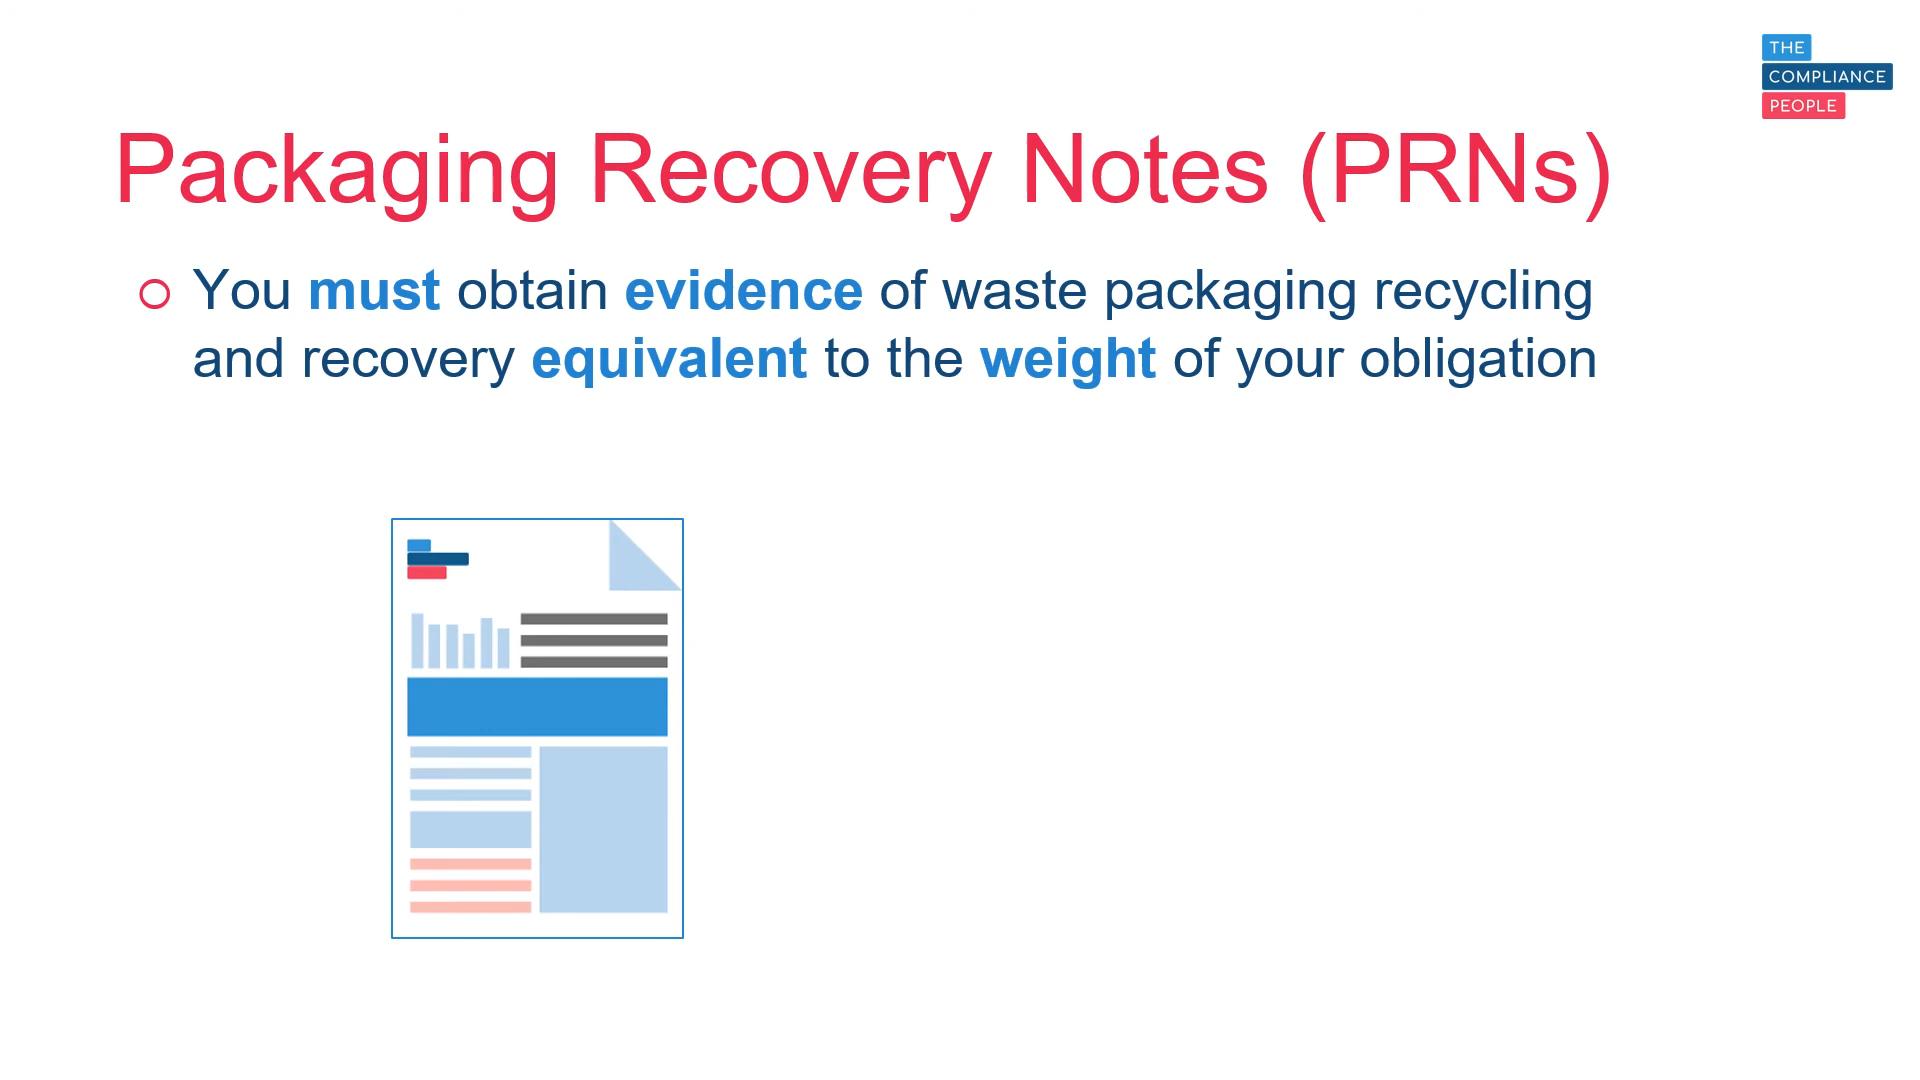 THE
COMPLIANCE
PEOPLE
Packaging Recovery Notes (PRNs)
You must obtain evidence of waste packaging recycling
and recovery equivalent to the weight of your obligation